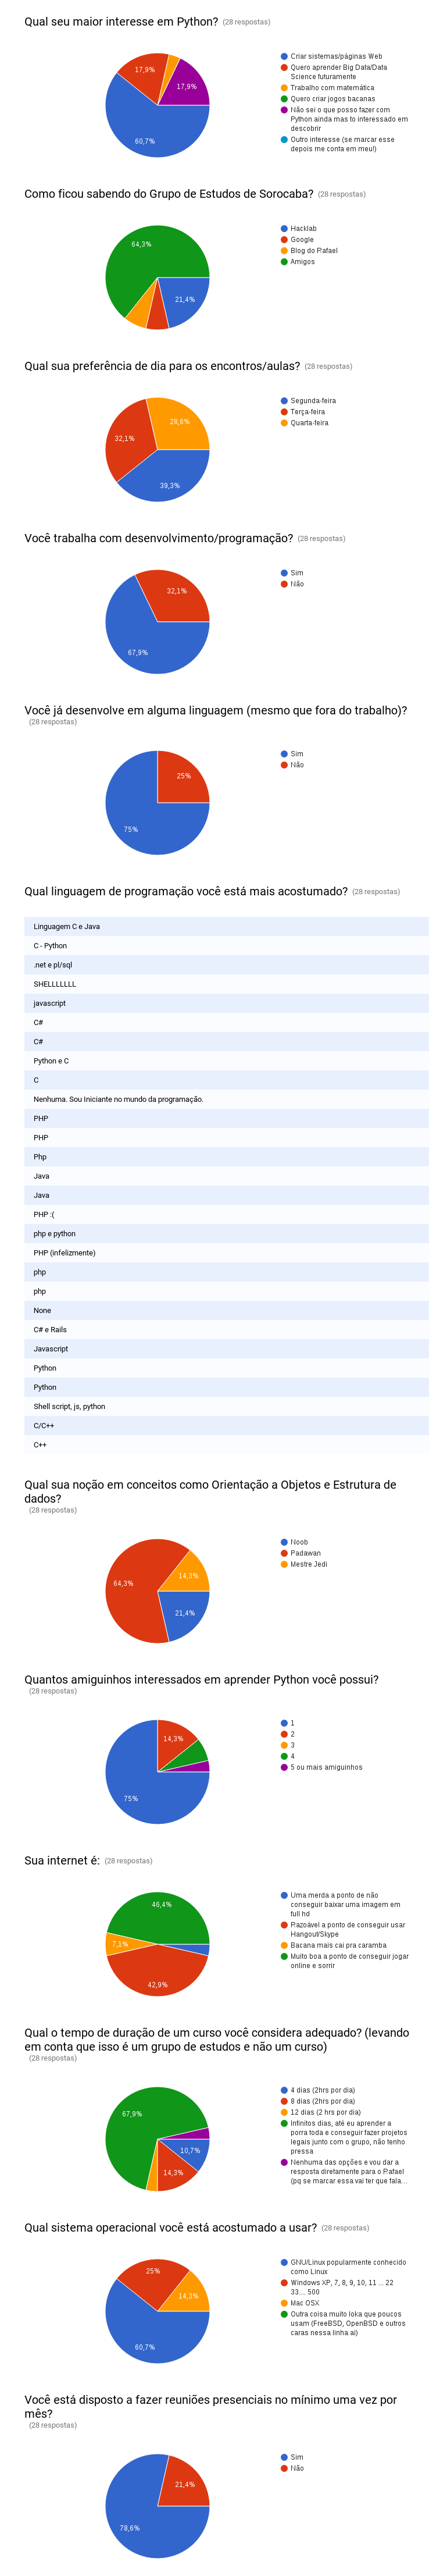 Qual seu maior interesse em Python? (28 respostas)
17,9%
17,9%
60,7%
Criar sistemas/páginas Web
Quero aprender Big Data/Data
Science futuramente
Trabalho com matemática
Quero criar jogos bacanas
Não sei o que posso fazer com
Python ainda mas to interessado em
descobrir
Outro interesse (se marcar esse
depois me conta em meu!)
Como ficou sabendo do Grupo de Estudos de Sorocaba? (28 respostas)
64,3%
21,4%
Hacklab
Google
Blog do Rafael
Amigos
Qual sua preferência de dia para os encontros/aulas? (28 respostas)
28,6%
32,1%
39,3%
Segunda-feira
Terça-feira
Quarta-feira
Você trabalha com desenvolvimento/programação? (28 respostas)
32,1%
67,9%
Sim
Não
Você já desenvolve em alguma linguagem (mesmo que fora do trabalho)?
(28 respostas)
25%
75%
Sim
Não
Qual linguagem de programação você está mais acostumado? (28 respostas)
Linguagem C e Java
C - Python
.net e pl/sql
SHELLLLLLL
javascript
C#
C#
Python e C
C
Nenhuma. Sou Iniciante no mundo da programação.
PHP
PHP
Php
Java
Java
PHP :(
php e python
PHP (infelizmente)
php
php
None
C# e Rails
Javascript
Python
Python
Shell script, js, python
C/C++
C++
Qual sua noção em conceitos como Orientação a Objetos e Estrutura de
dados?
(28 respostas)
64,3%
14,3%
21,4%
Noob
Padawan
Mestre Jedi
Quantos amiguinhos interessados em aprender Python você possui?
(28 respostas)
14,3%
75%
1
2
3
4
5 ou mais amiguinhos
Sua internet é: (28 respostas)
46,4%
7,1%
42,9%
Uma merda a ponto de não
conseguir baixar uma imagem em
full hd
Razoável a ponto de conseguir usar
Hangout/Skype
Bacana mais cai pra caramba
Muito boa a ponto de conseguir jogar
online e sorrir
Qual o tempo de duração de um curso você considera adequado? (levando
em conta que isso é um grupo de estudos e não um curso)
(28 respostas)
67,9%
10,7%
14,3%
4 dias (2hrs por dia)
8 dias (2hrs por dia)
12 dias (2 hrs por dia)
Infinitos dias, até eu aprender a
porra toda e conseguir fazer projetos
legais junto com o grupo, não tenho
pressa
Nenhuma das opções e vou dar a
resposta diretamente para o Rafael
(pq se marcar essa vai ter que fala...
Qual sistema operacional você está acostumado a usar? (28 respostas)
25%
14,3%
60,7%
GNU/Linux popularmente conhecido
como Linux
Windows XP, 7, 8, 9, 10, 11 ... 22
33.... 500
Mac OSX
Outra coisa muito loka que poucos
usam (FreeBSD, OpenBSD e outros
caras nessa linha aí)
Você está disposto a fazer reuniões presenciais no mínimo uma vez por
mês?
(28 respostas)
21,4%
78,6%
Sim
Não